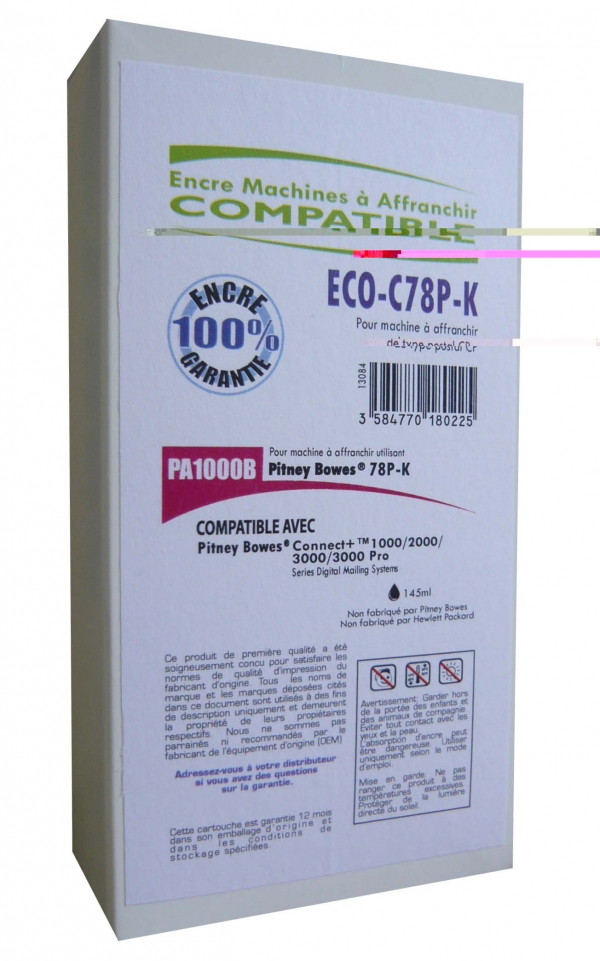 Encre Machines à Affranchir
COMPATIBLE
ENCRE
100%
GARANTIE
ECO-C78P-K
Pour machine à affranchir
13084
3 584770 180225
PA1000B
Pour machine à affranchir utilisant
Pitney Bowes® 78P-K
COMPATIBLE AVEC
Pitney Bowes® Connect+™1000/2000/
3000/3000 Pro
Series Digital Mailing Systems
145ml
Non fabriqué par Pitney Bowes
Non fabriqué par Hewlett Packard
Ce produit de première qualité a été
soigneusement concu pour satisfaire les
normes de qualité d'impression du
fabricant d'origine. Tous les noms de
marque et les marques déposées cités
dans ce document sont utilisés à des fins
de description uniquement et demeurent
la propriété de leurs propiétaires
respectifs. Nous ne sommes pas
parrainés ni recommandés par le
fabricant de l'équipement d'origine (OEM)
Adressez-vous à votre distributeur
si vous avez des questions
sur la garantie.
Cette cartouche est garantie 12 mois
dans son emballage d'origine et
dans les conditions de
stockage spécifiées.
Avertissement: Garder hors
de la portée des enfants et
des animaux de compagnie.
Eviter tout contact avec les
yeux et la peau.
L'absorption d'encre peut
être dangereuse. Utiliser
uniquement selon le mode
d'emploi.
Mise en garde: Ne pas
ranger ce produit à des
températures excessives.
Protéger de la lumière
directe du soleil.